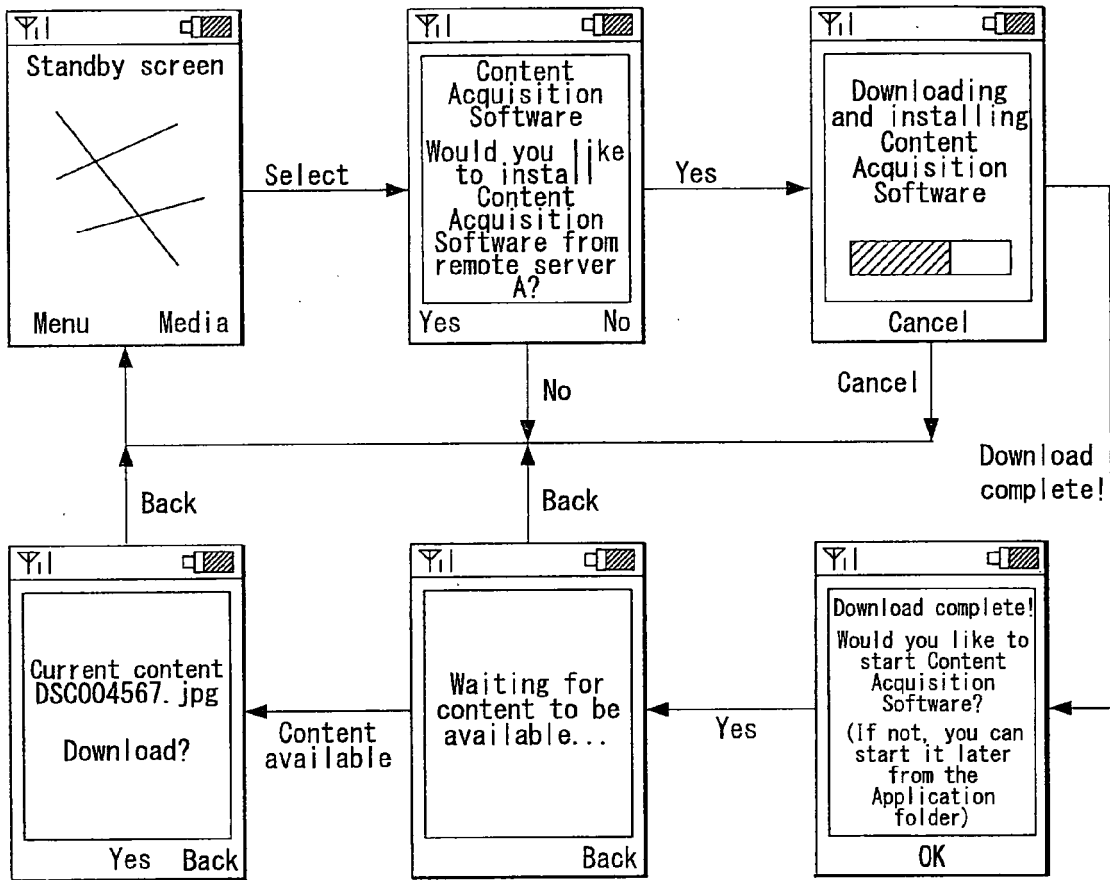 Standby screen
Menu Media
Select
Content
Acquisition
Software
Would you like
to install
Content
Acquisition
Software from
remote server
A?
Yes No
Yes
Downloading
and installing
Content
Acquisition
Software
Cancel
No
Cancel
Download
complete!
Back
Back
Current content
DSC004567.jpg
Download?
Yes Back
Content
available
Waiting for
content to be
available...
Back
Yes
Download complete!
Would you like to
start Content
Acquisition
Software?
(If not, you can
start it later
from the
Application
folder)
OK